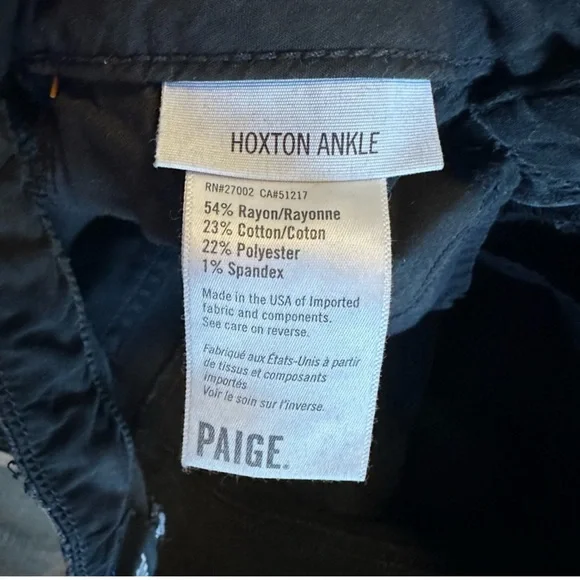 HOXTON ANKLE
RN#27002 CA#51217
54% Rayon/Rayonne
23% Cotton/Coton
22% Polyester
1% Spandex
Made in the USA of Imported
fabric and components.
See care on reverse.
Fabriqué aux États-Unis à partir
de tissus et composants
importés
Voir le soin sur l'inverse.
PAIGE.